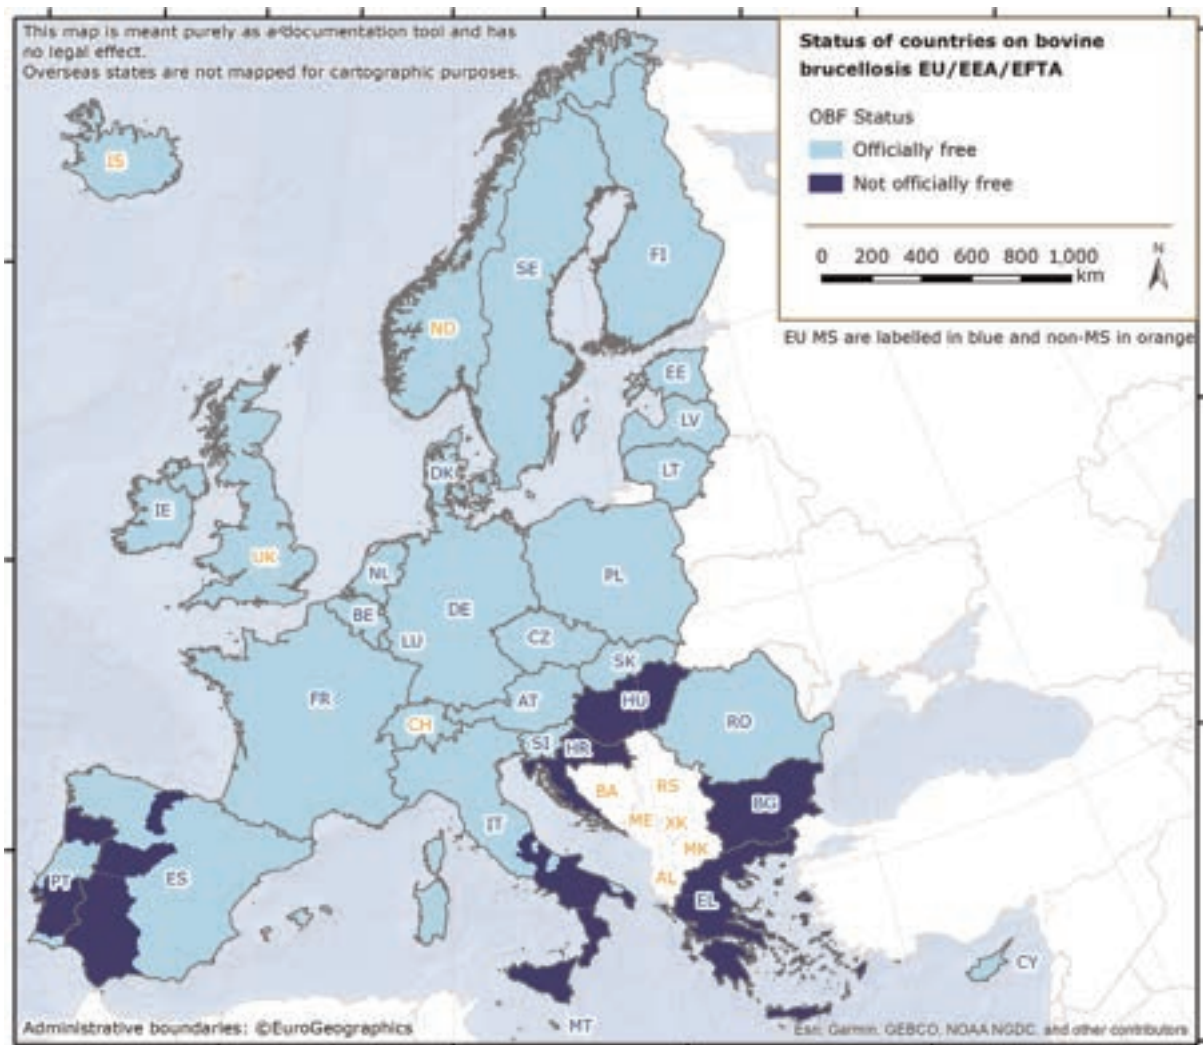 This map is meant purely as a documentation tool and has
no legal effect.
Overseas states are not mapped for cartographic purposes.
Status of countries on bovine
brucellosis EU/EEA/EFTA
OBF Status
Officially free
Not officially free
0 200 400 600 800 1,000
km
N
EU MS are labelled in blue and non-MS in orange
IS
FI
SE
NO
EE
LV
LT
DK
IE
UK
NL
PL
BE
DE
LU
CZ
SK
FR
AT
HU
CH
RO
SI
HR
BA
RS
BG
IT
ME
XK
MK
PT
ES
AL
EL
CY
MT
Administrative boundaries: ©EuroGeographics
Esri, Garmin, GEBCO, NOAA NGDC, and other contributors